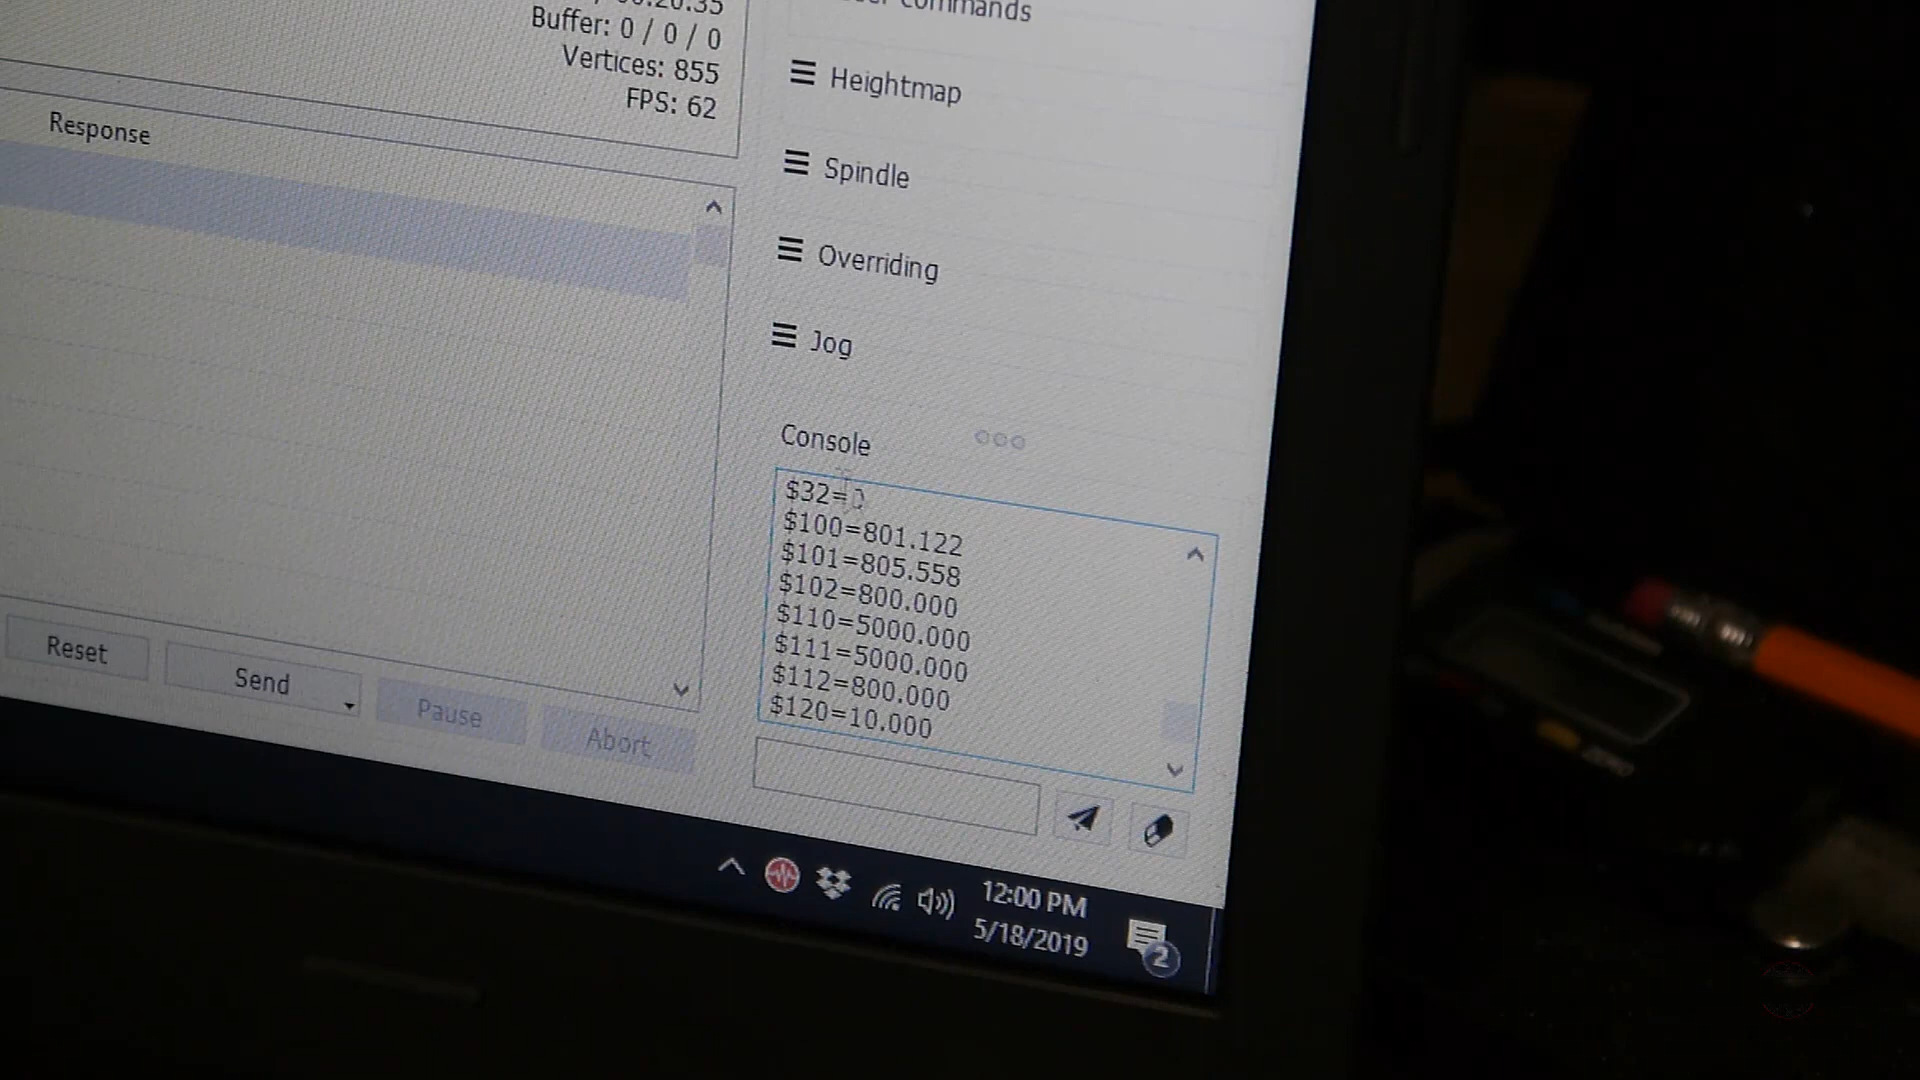 Buffer: 0 / 0 / 0
Vertices: 855
FPS: 62
Response
commands
Heightmap
Spindle
Overriding
Jog
Console
$32=0
$100=801.122
$101=805.558
$102=800.000
$110=5000.000
$111=5000.000
$112=800.000
$120=10.000
Reset
Send
Pause
Abort
12:00 PM
5/18/2019
2